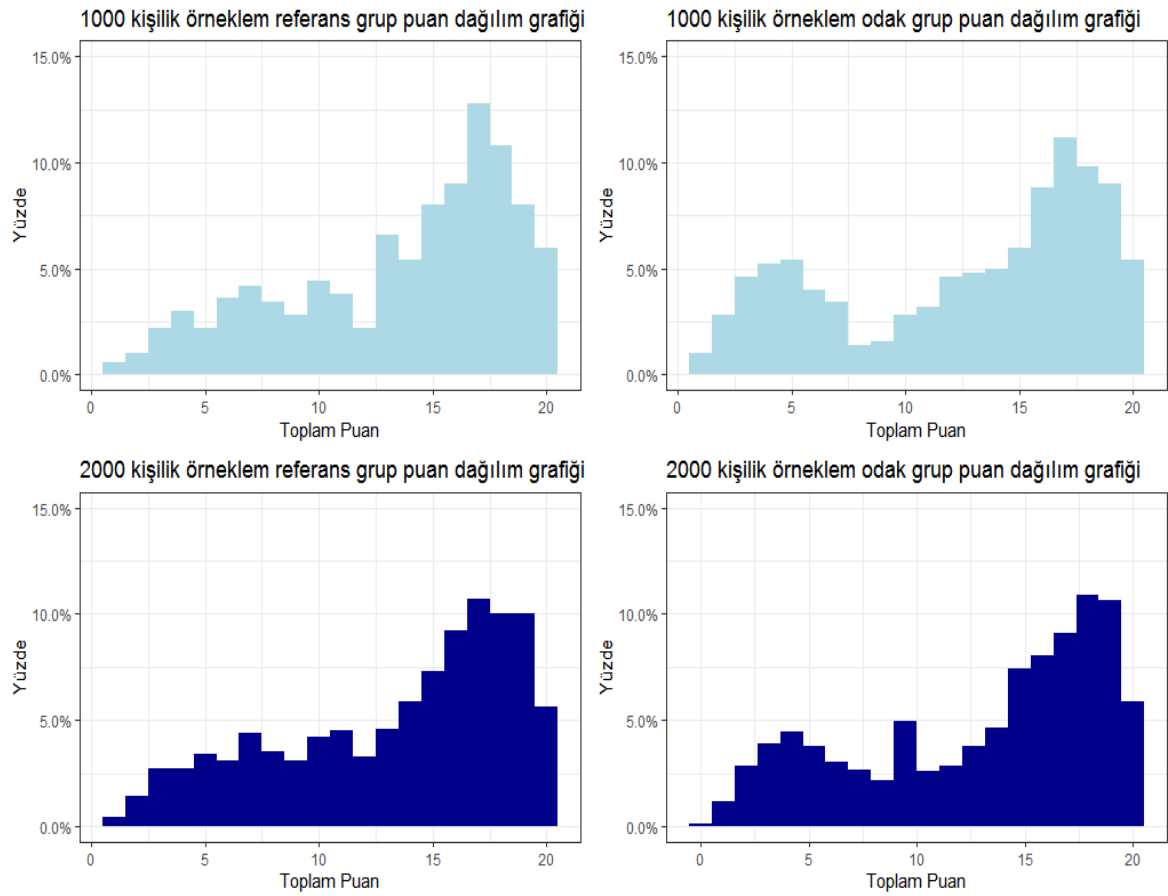 1000 kişilik örneklem referans grup puan dağılım grafiği
15.0%
10.0%
5.0%
0.0%
Yüzde
0 5 10 15 20
Toplam Puan
1000 kişilik örneklem odak grup puan dağılım grafiği
15.0%
10.0%
5.0%
0.0%
Yüzde
0 5 10 15 20
Toplam Puan
2000 kişilik örneklem referans grup puan dağılım grafiği
15.0%
10.0%
5.0%
0.0%
Yüzde
0 5 10 15 20
Toplam Puan
2000 kişilik örneklem odak grup puan dağılım grafiği
15.0%
10.0%
5.0%
0.0%
Yüzde
0 5 10 15 20
Toplam Puan